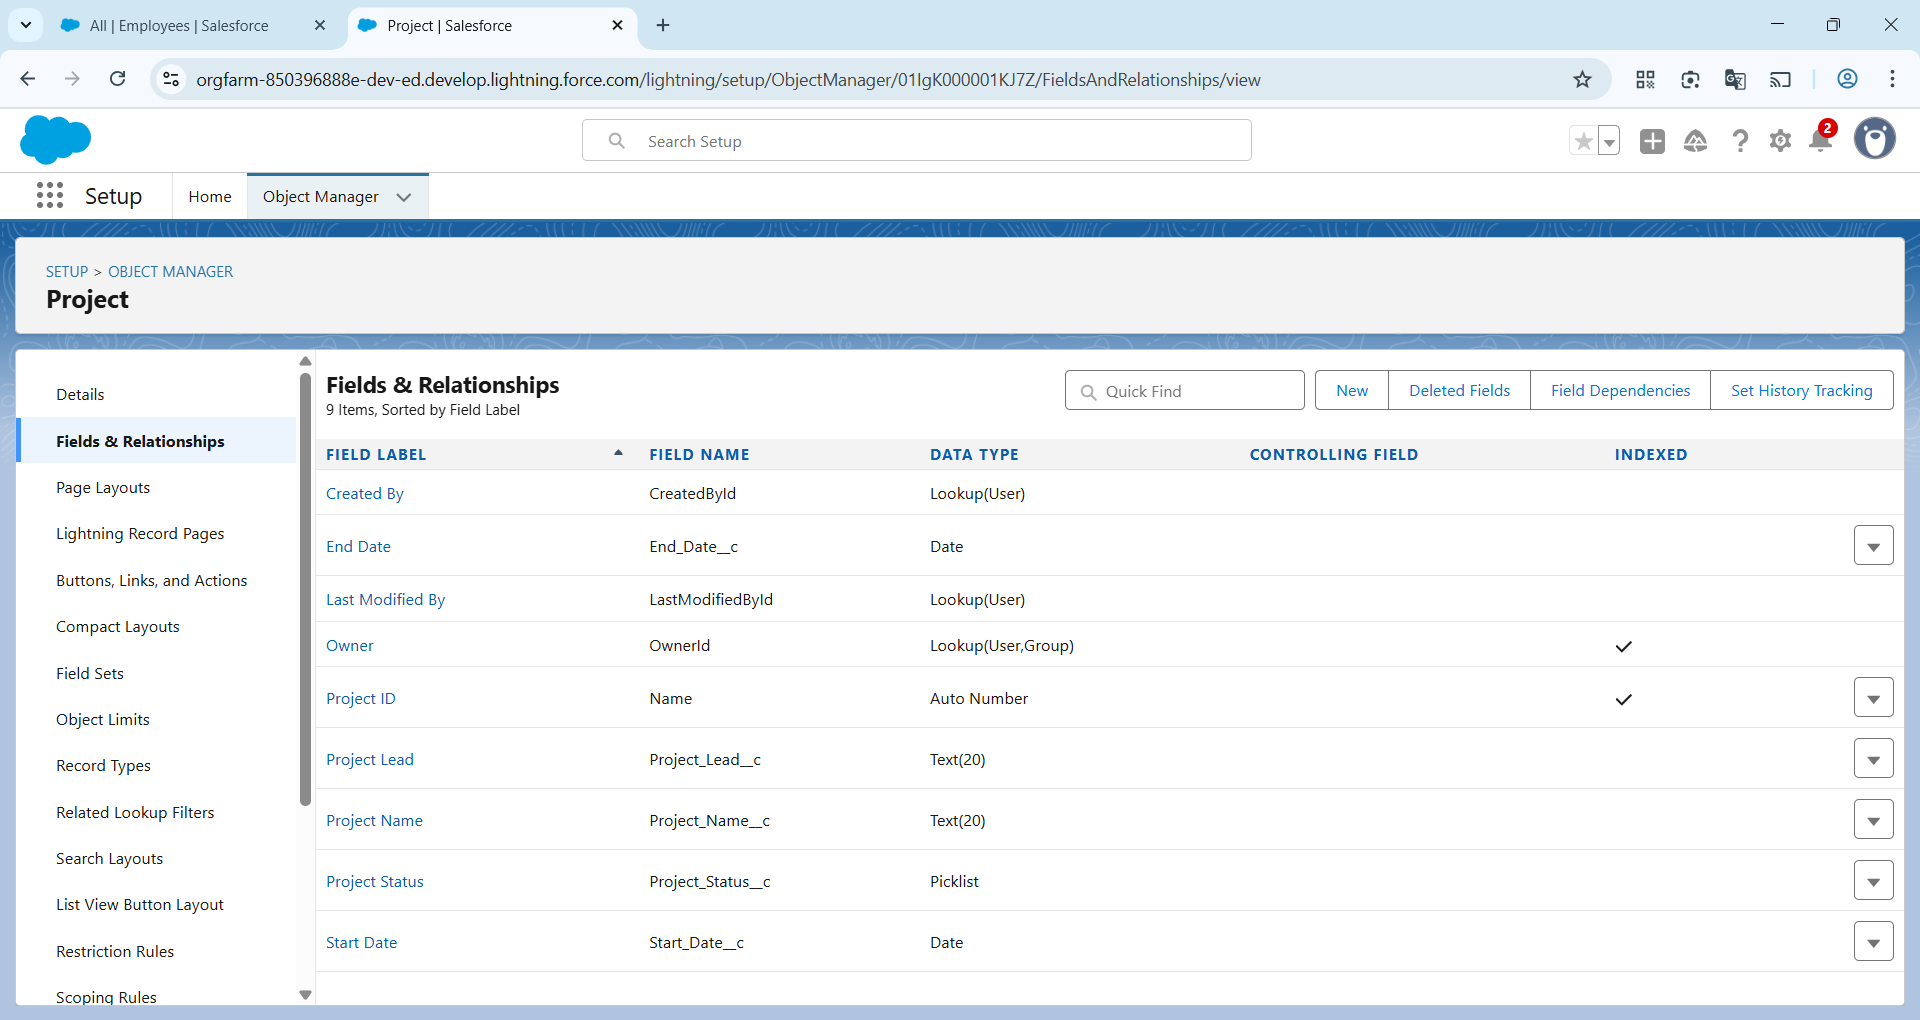 All | Employees | Salesforce
Project | Salesforce
orgfarm-850396888e-dev-ed.develop.lightning.force.com/lightning/setup/ObjectManager/01IgK000001KJ7Z/FieldsAndRelationships/view
Search Setup
2
Setup
Home
Object Manager
SETUP > OBJECT MANAGER
Project
Details
Fields & Relationships
Page Layouts
Lightning Record Pages
Buttons, Links, and Actions
Compact Layouts
Field Sets
Object Limits
Record Types
Related Lookup Filters
Search Layouts
List View Button Layout
Restriction Rules
Scoping Rules
Fields & Relationships
9 Items, Sorted by Field Label
Quick Find
New
Deleted Fields
Field Dependencies
Set History Tracking
FIELD LABEL FIELD NAME DATA TYPE CONTROLLING FIELD INDEXED
Created By CreatedById Lookup(User)
End Date End_Date__c Date
Last Modified By LastModifiedById Lookup(User)
Owner OwnerId Lookup(User,Group)
Project ID Name Auto Number
Project Lead Project_Lead__c Text(20)
Project Name Project_Name__c Text(20)
Project Status Project_Status__c Picklist
Start Date Start_Date__c Date